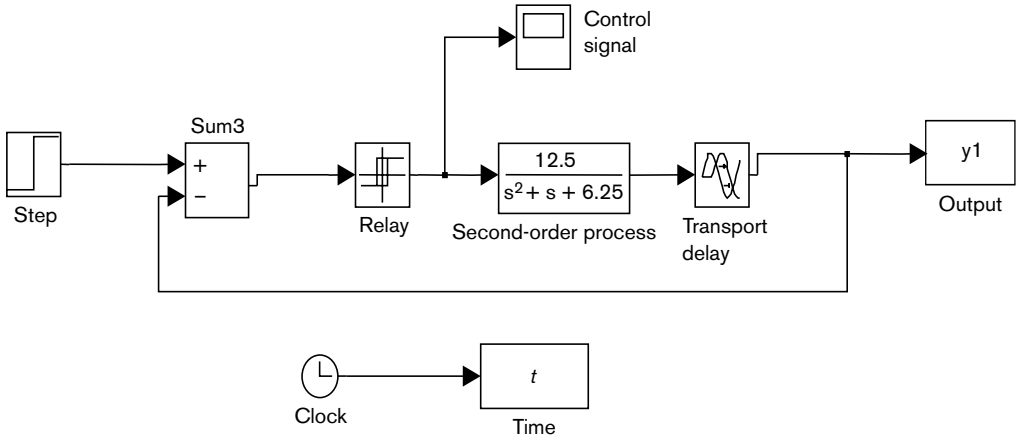 Control
signal
Sum3
+
−
Step
Relay
12.5
s² + s + 6.25
Second-order process
Transport
delay
y1
Output
Clock
t
Time